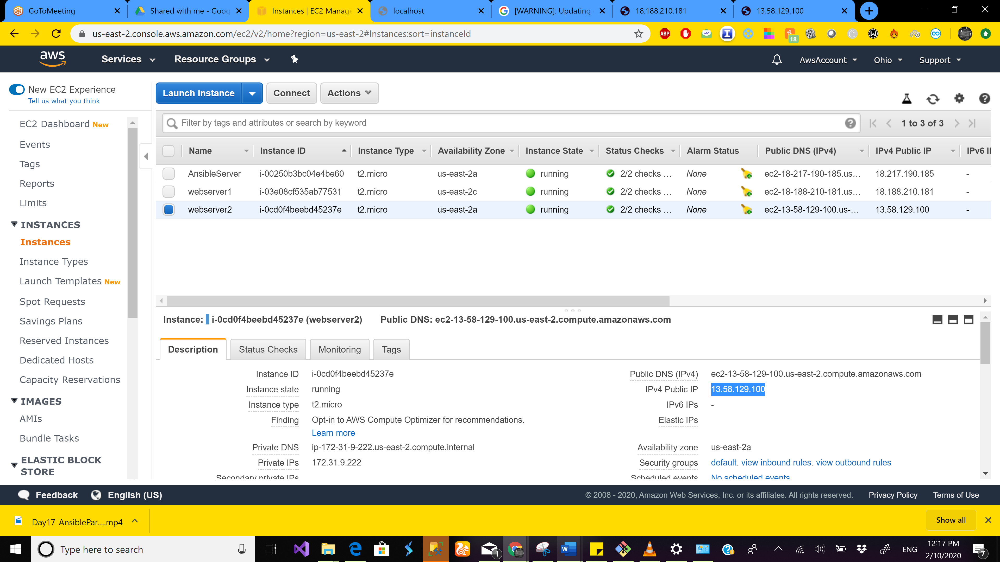 GoToMeeting
Shared with me - Goog
Instances | EC2 Manage
localhost
[WARNING]: Updating
18.188.210.181
13.58.129.100
us-east-2.console.aws.amazon.com/ec2/v2/home?region=us-east-2#Instances:sort=instanceId
ABP
18
aws
Services
Resource Groups
AwsAccount
Ohio
Support
New EC2 Experience
Tell us what you think
Launch Instance
Connect
Actions
Filter by tags and attributes or search by keyword
1 to 3 of 3
Name Instance ID Instance Type Availability Zone Instance State Status Checks Alarm Status Public DNS (IPv4) IPv4 Public IP IPv6 II
AnsibleServer i-00250b3bc04e4be60 t2.micro us-east-2a running 2/2 checks ... None ec2-18-217-190-185.us... 18.217.190.185 -
webserver1 i-03e08cf535ab77531 t2.micro us-east-2c running 2/2 checks ... None ec2-18-188-210-181.us... 18.188.210.181 -
webserver2 i-0cd0f4beebd45237e t2.micro us-east-2a running 2/2 checks ... None ec2-13-58-129-100.us-... 13.58.129.100 -
EC2 Dashboard New
Events
Tags
Reports
Limits
INSTANCES
Instances
Instance Types
Launch Templates New
Spot Requests
Savings Plans
Reserved Instances
Dedicated Hosts
Capacity Reservations
IMAGES
AMIs
Bundle Tasks
ELASTIC BLOCK
STORE
Instance: i-0cd0f4beebd45237e (webserver2) Public DNS: ec2-13-58-129-100.us-east-2.compute.amazonaws.com
Description
Status Checks
Monitoring
Tags
Instance ID i-0cd0f4beebd45237e
Instance state running
Instance type t2.micro
Finding Opt-in to AWS Compute Optimizer for recommendations.
Learn more
Private DNS ip-172-31-9-222.us-east-2.compute.internal
Private IPs 172.31.9.222
Secondary private IPs
Public DNS (IPv4) ec2-13-58-129-100.us-east-2.compute.amazonaws.com
IPv4 Public IP 13.58.129.100
IPv6 IPs -
Elastic IPs
Availability zone us-east-2a
Security groups default. view inbound rules. view outbound rules
Scheduled events No scheduled events
Feedback
English (US)
© 2008 - 2020, Amazon Web Services, Inc. or its affiliates. All rights reserved.
Privacy Policy
Terms of Use
Day17-AnsiblePar....mp4
Show all
Type here to search
1
ENG
12:17 PM
2/10/2020
7